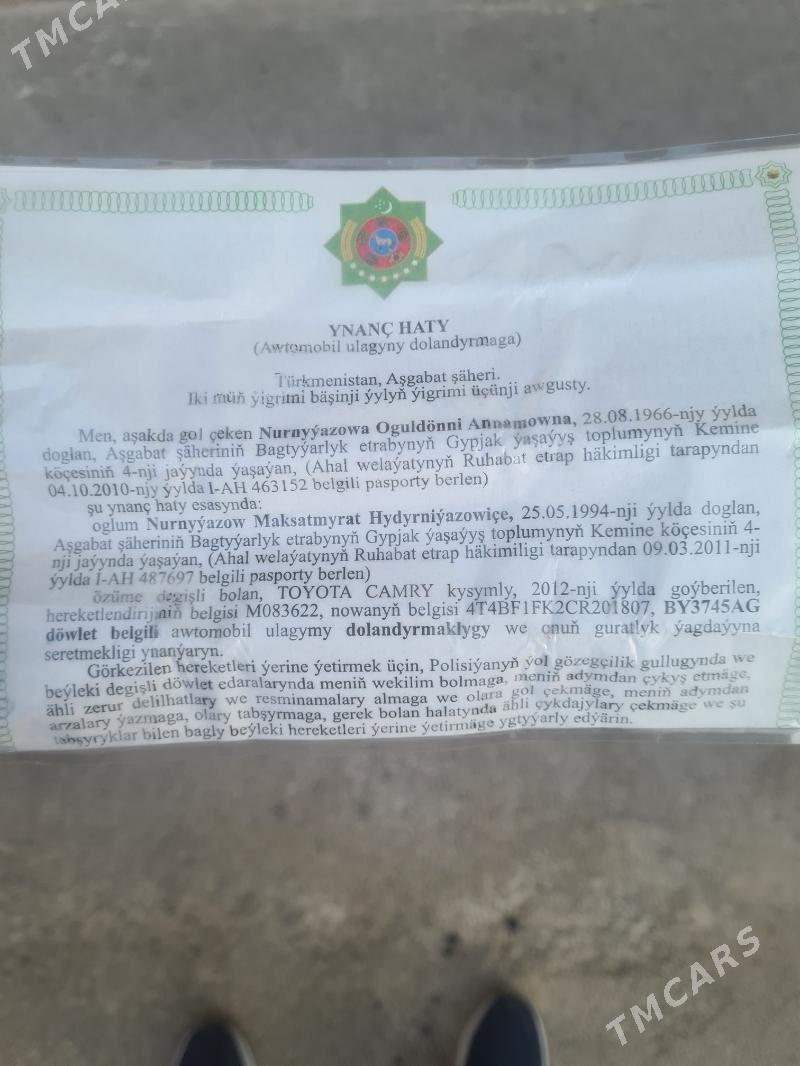 TMCARS
YNANÇ HATY
(Awtomobil ulagyny dolandyrmaga)
Türkmenistan, Aşgabat şäheri.
Iki müň ýigrimi bäşinji ýylyň ýigrimi üçünji awgusty.
Men, aşakda gol çeken Nurnyýazowa Oguldönni Annamowna, 28.08.1966-njy ýylda
doglan, Aşgabat şäheriniň Bagtyýarlyk etrabynyň Gypjak ýaşaýyş toplumynyň Kemine
köçesiniň 4-nji jaýynda ýaşaýan, (Ahal welaýatynyň Ruhabat etrap häkimligi tarapyndan
04.10.2010-njy ýylda I-AH 463152 belgili pasporty berlen)
şu ynanç haty esasynda:
oglum Nurnyýazow Maksatmyrat Hydyrniýazowiçe, 25.05.1994-nji ýylda doglan,
Aşgabat şäheriniň Bagtyýarlyk etrabynyň Gypjak ýaşaýyş toplumynyň Kemine köçesiniň 4-
nji jaýynda ýaşaýan, (Ahal welaýatynyň Ruhabat etrap häkimiligi tarapyndan 09.03.2011-nji
ýylda I-AH 487697 belgili pasporty berlen)
özüme degişli bolan, TOYOTA CAMRY kysymly, 2012-nji ýylda goýberilen,
hereketlendirijiniň belgisi M083622, nowanyň belgisi 4T4BF1FK2CR201807, BY3745AG
döwlet belgili awtomobil ulagymy dolandyrmaklygy we onuň guratlyk ýagdaýyna
seretmekligi ynanýaryn.
Görkezilen hereketleri ýerine ýetirmek üçin, Polisiýanyň ýol gözegçilik gullugynda we
beýleki degişli döwlet edaralarynda meniň wekilim bolmaga, meniň adymdan çykyş etmäge,
ähli zerur delilhatlary we resminamalary almaga we olara gol çekmäge, meniň adymdan
arzalary ýazmaga, olary tabşyrmaga, gerek bolan halatynda ähli çykdajylary çekmäge we şu
tabşyryklar bilen bagly beýleki hereketleri ýerine ýetirmäge ygtyýarly edýärin.
TMCARS